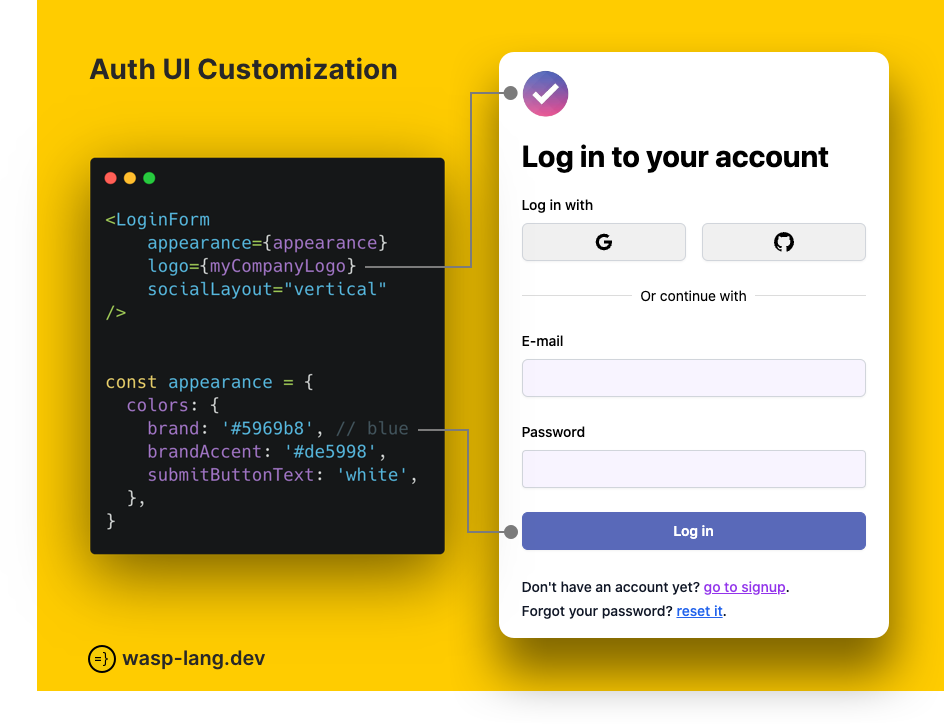 Auth UI Customization
<LoginForm
    appearance={appearance}
    logo={myCompanyLogo}
    socialLayout="vertical"
/>
const appearance = {
  colors: {
    brand: '#5969b8', // blue
    brandAccent: '#de5998',
    submitButtonText: 'white',
  },
}
=} wasp-lang.dev
Log in to your account
Log in with
G
Or continue with
E-mail
Password
Log in
Don't have an account yet? go to signup.
Forgot your password? reset it.